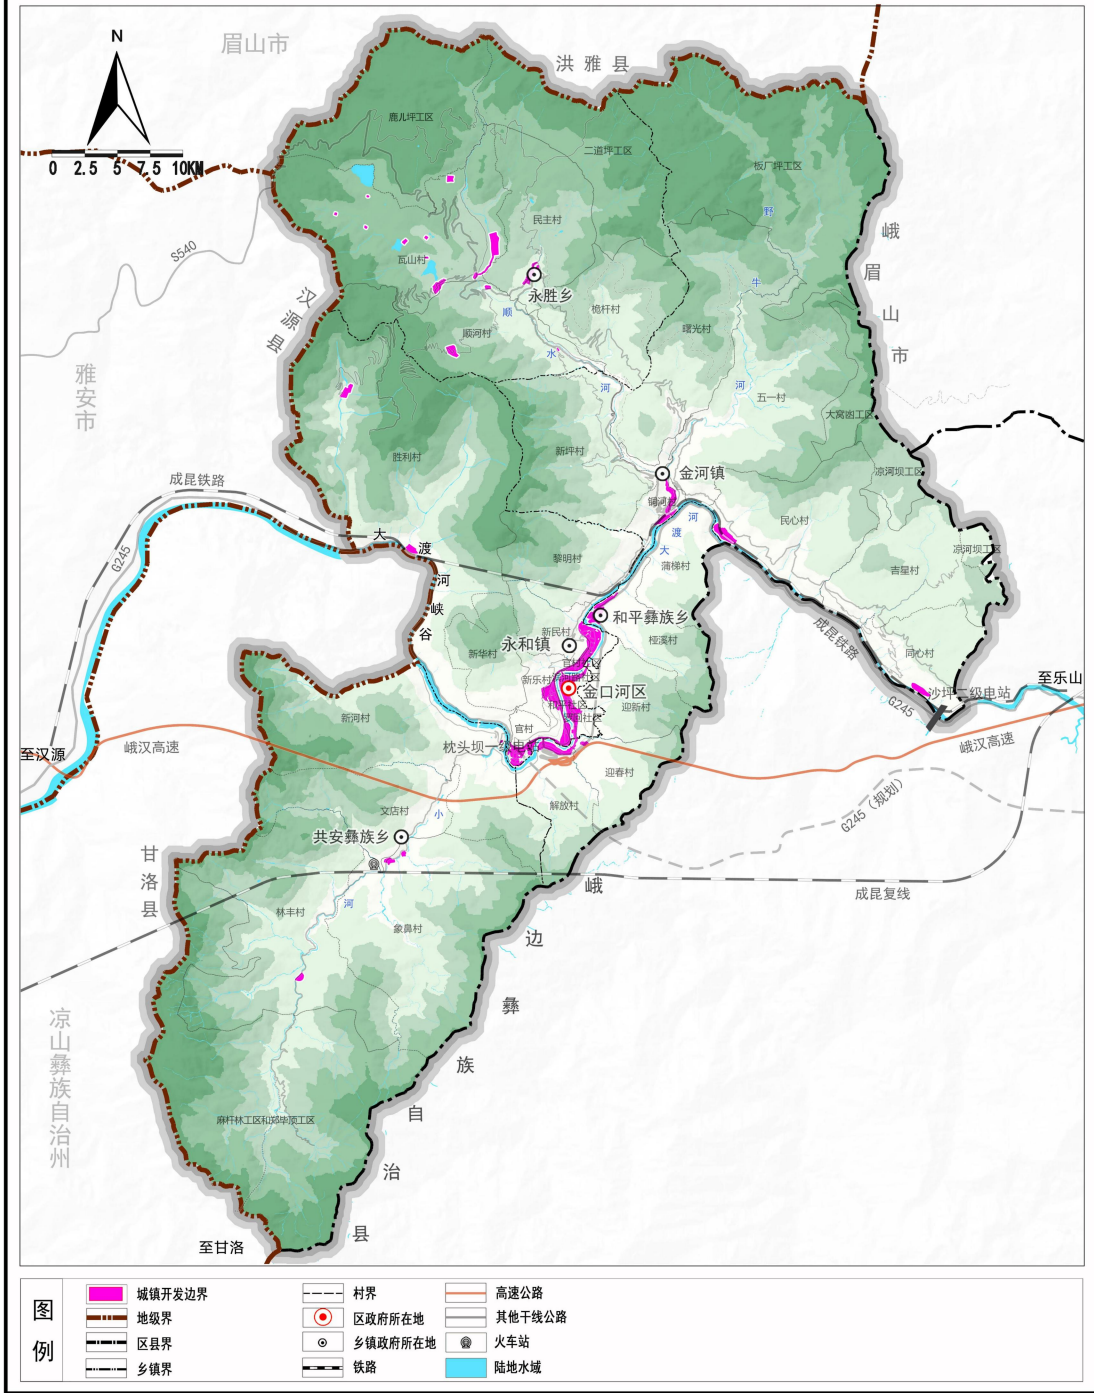 N
0 2.5 5 7.5 10KM
眉山市
洪雅县
鹿儿坪工区
二道坪工区
板厂坪工区
野
牛
河
民主村
瓦山村
永胜乡
顺
水
河
桅杆村
曙光村
顺河村
S540
汉源县
雅安市
峨眉山市
五一村
大窝凼工区
胜利村
新坪村
金河镇
凉河坝工区
铜河村
民心村
凉河坝工区
吉星村
成昆铁路
G245
大渡河峡谷
大渡河
黎明村
蒲梯村
和平彝族乡
新民村
永和镇
桠溪村
新华村
新乐村
金口河区
和平社区
迎新村
官村
枕头坝一级电站
同心村
成昆铁路
G245
沙坪二级电站
至乐山
新河村
至汉源
峨汉高速
峨汉高速
迎春村
解放村
G245(规划)
文店村
小
河
共安彝族乡
甘洛县
林丰村
象鼻村
成昆复线
峨边彝族自治县
凉山彝族自治州
麻杆林工区和郑毕顶工区
至甘洛
图例
城镇开发边界
地级界
区县界
乡镇界
村界
区政府所在地
乡镇政府所在地
铁路
高速公路
其他干线公路
火车站
陆地水域